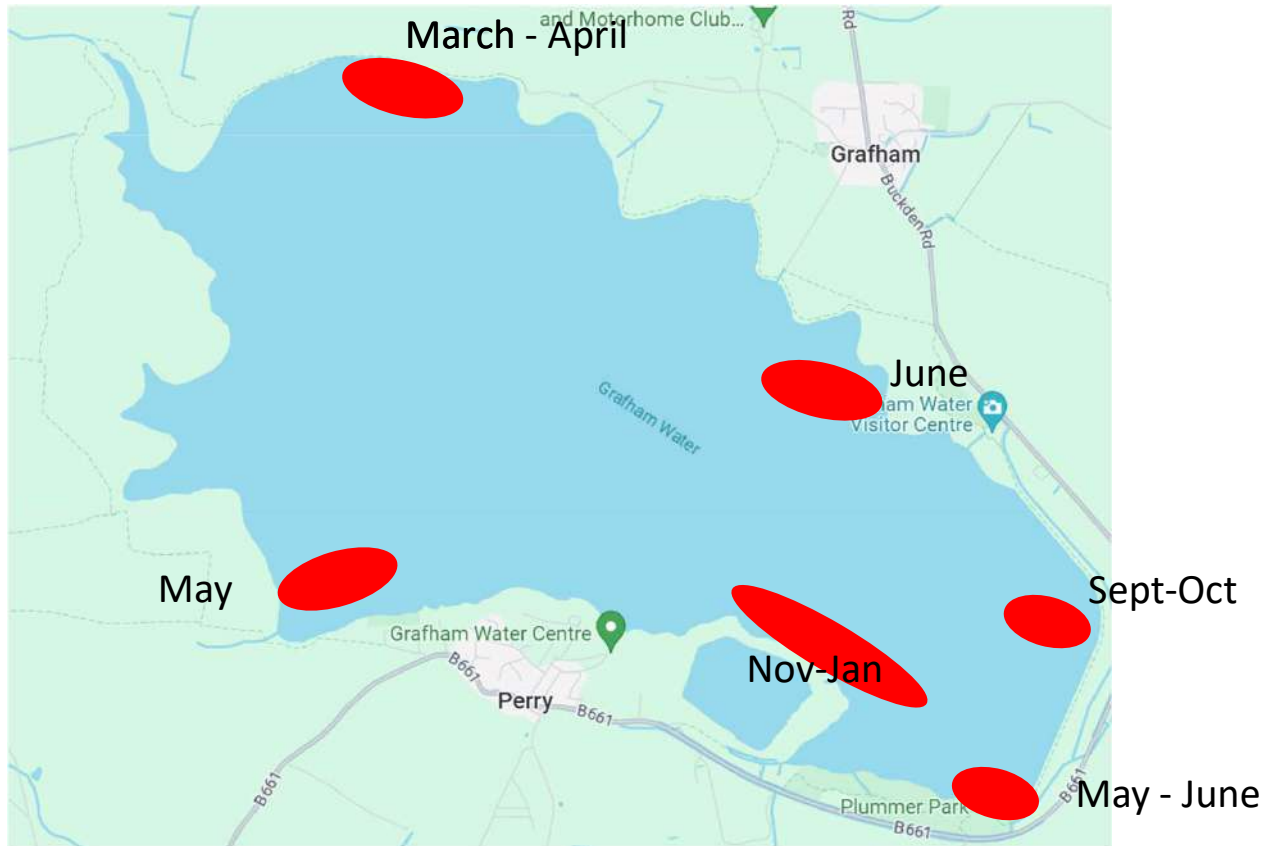 and Motorhome Club...
March - April
Rd
Grafham
Buckden Rd
June
Grafham Water
ham Water
Visitor Centre
May
Sept-Oct
Grafham Water Centre
Nov-Jan
B661
Perry
B661
B661
B661
Plummer Park
May - June
B661